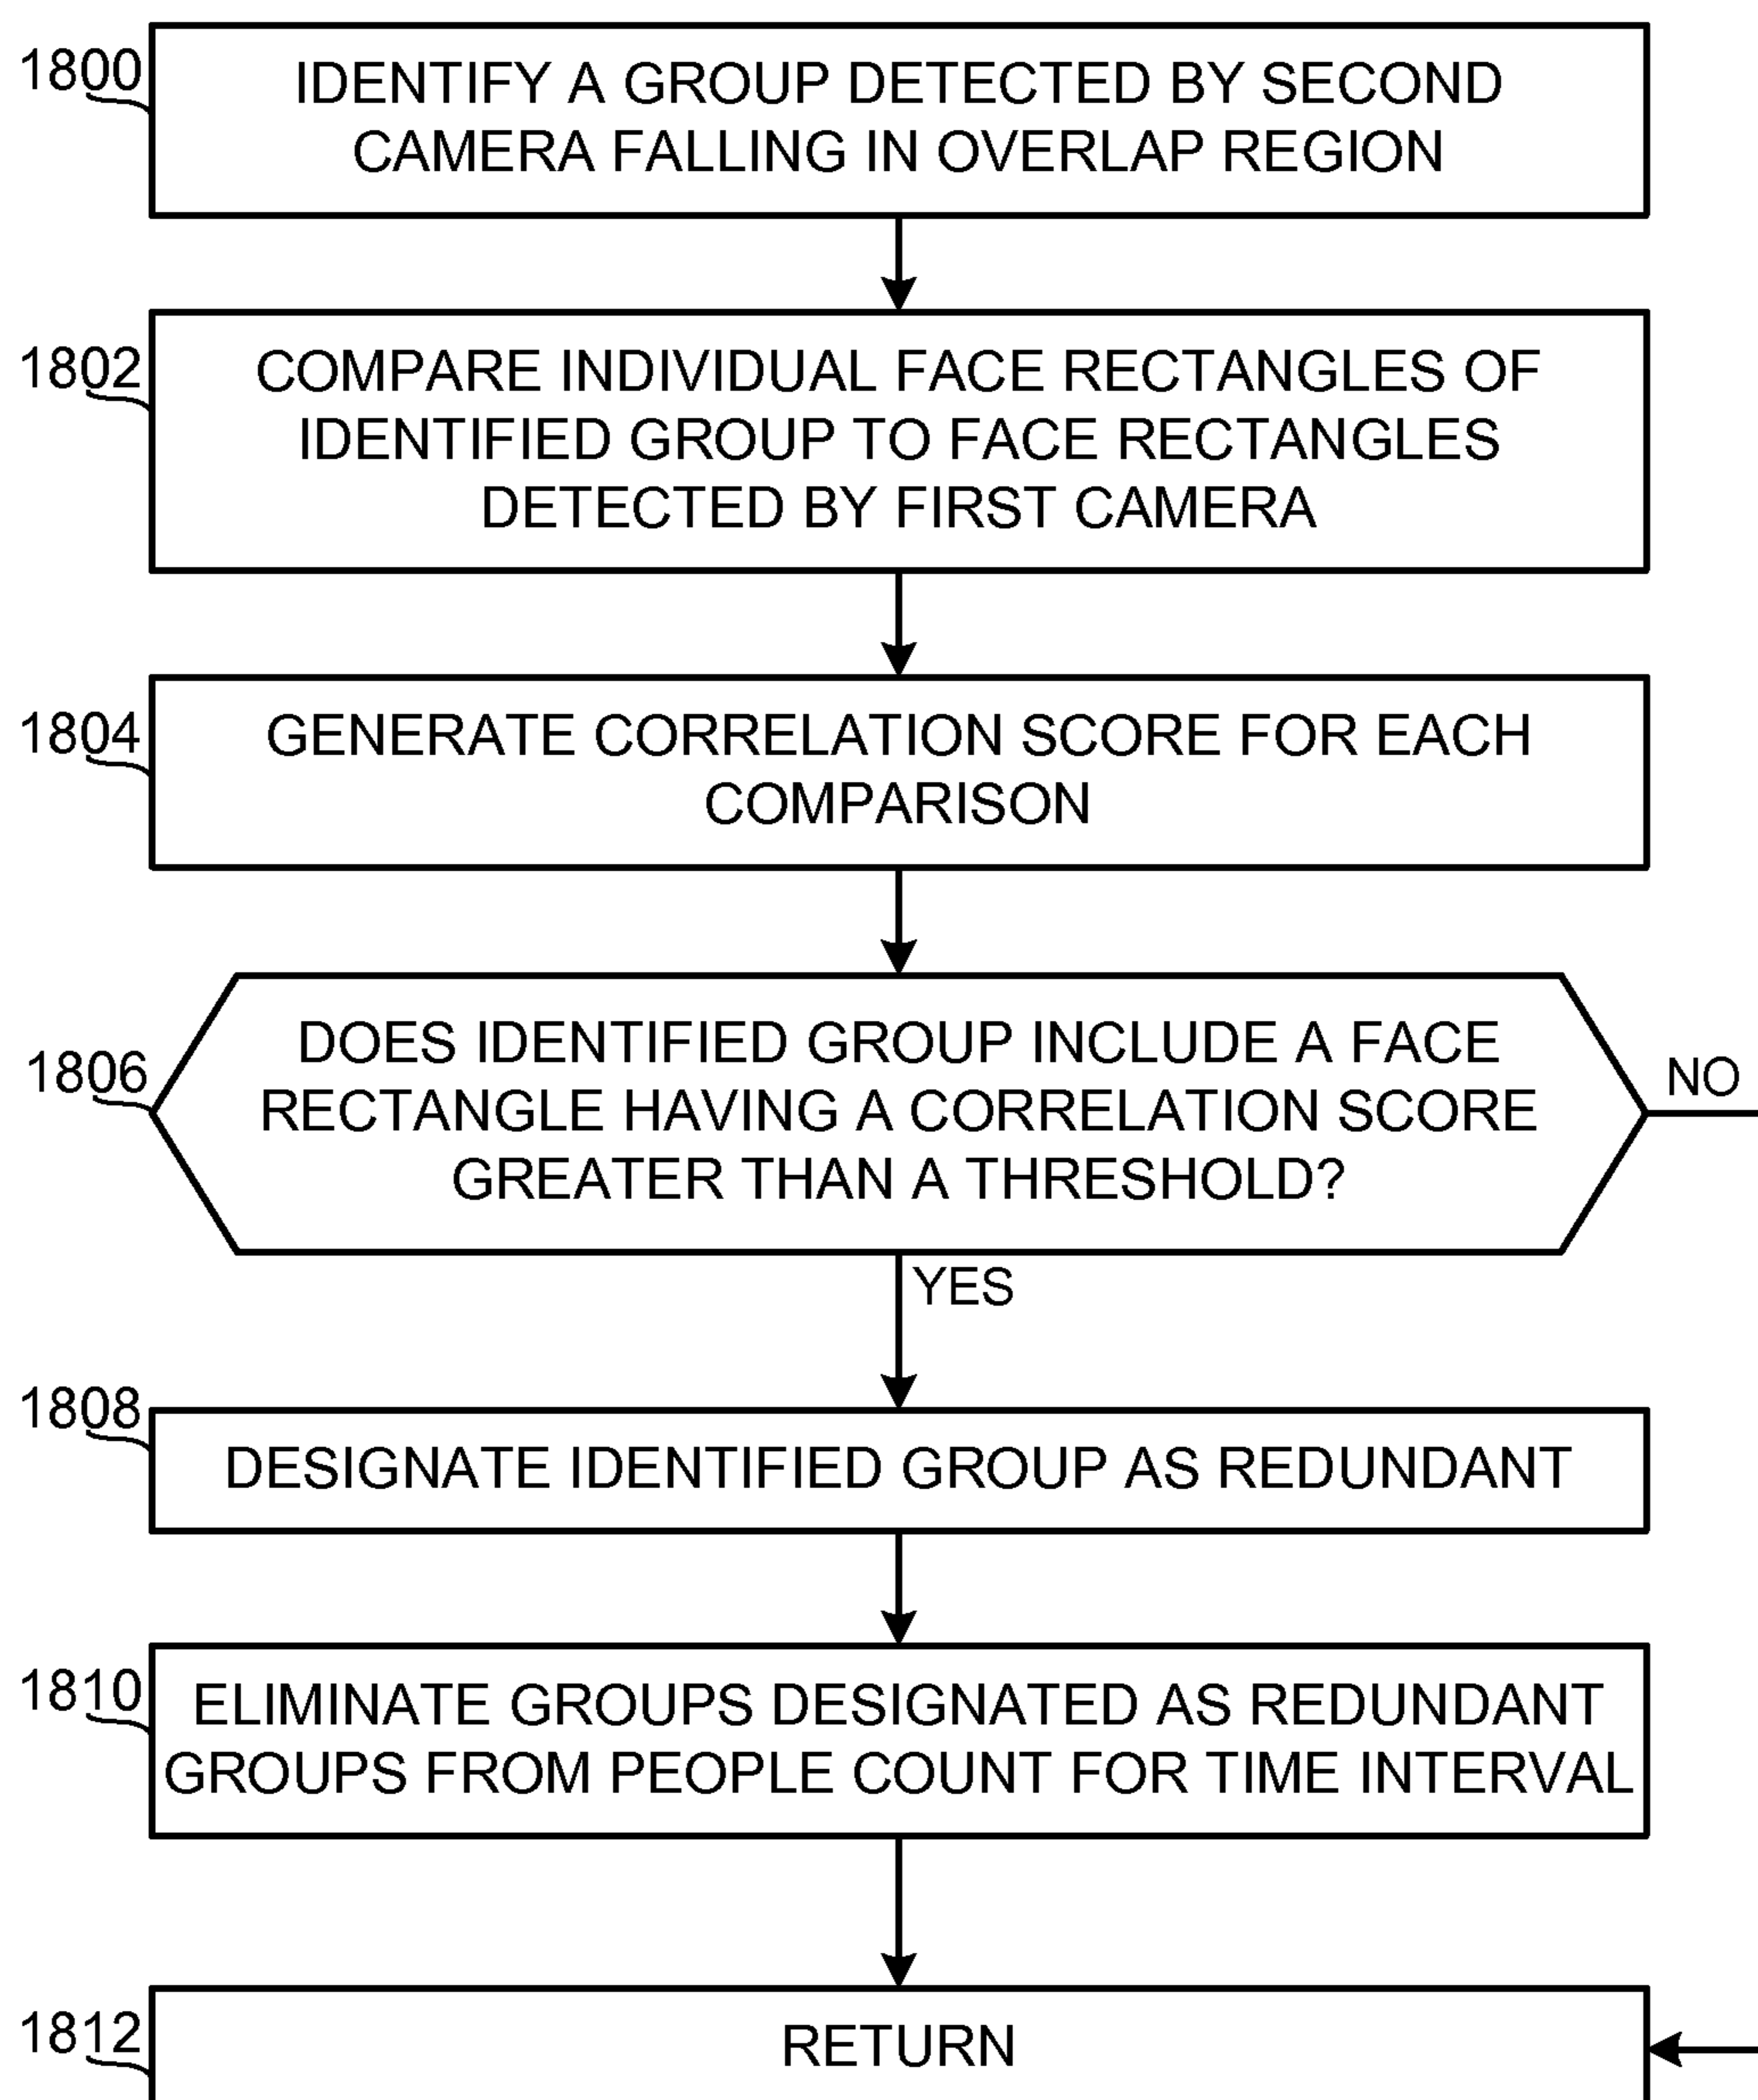 1800
IDENTIFY A GROUP DETECTED BY SECOND
CAMERA FALLING IN OVERLAP REGION
1802
COMPARE INDIVIDUAL FACE RECTANGLES OF
IDENTIFIED GROUP TO FACE RECTANGLES
DETECTED BY FIRST CAMERA
1804
GENERATE CORRELATION SCORE FOR EACH
COMPARISON
1806
DOES IDENTIFIED GROUP INCLUDE A FACE
RECTANGLE HAVING A CORRELATION SCORE
GREATER THAN A THRESHOLD?
NO
YES
1808
DESIGNATE IDENTIFIED GROUP AS REDUNDANT
1810
ELIMINATE GROUPS DESIGNATED AS REDUNDANT
GROUPS FROM PEOPLE COUNT FOR TIME INTERVAL
1812
RETURN